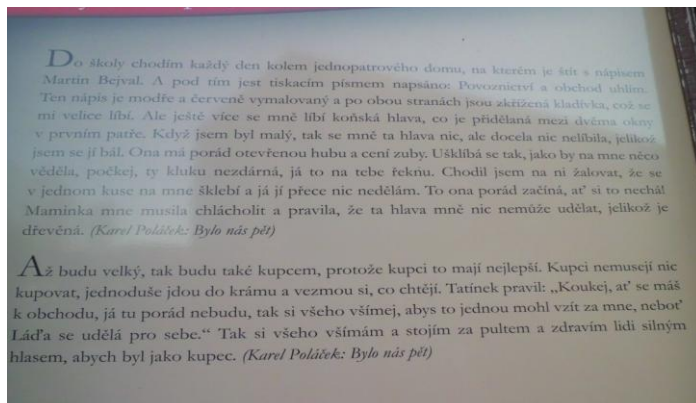 Do školy chodím každý den kolem jednopatrového domu, na kterém je štít s nápisem
Martin Bejval. A pod tím jest tiskacím písmem napsáno: Povoznictví a obchod uhlím.
Ten nápis je modře a červeně vymalovaný a po obou stranách jsou zkřížená kladívka, což se
mi velice líbí. Ale ještě více se mně líbí koňská hlava, co je přidělaná mezi dvěma okny
v prvním patře. Když jsem byl malý, tak se mně ta hlava nic, ale docela nic nelíbila, jelikož
jsem se jí bál. Ona má porád otevřenou hubu a cení zuby. Ušklíbá se tak, jako by na mne něco
věděla, počkej, ty kluku nezdárná, já to na tebe řeknu. Chodil jsem na ni žalovat, že se
v jednom kuse na mne šklebí a já jí přece nic nedělám. To ona porád začíná, ať si to nechá!
Maminka mne musila chlácholit a pravila, že ta hlava mně nic nemůže udělat, jelikož je
dřevěná. (Karel Poláček: Bylo nás pět)
Až budu velký, tak budu také kupcem, protože kupci to mají nejlepší. Kupci nemusejí nic
kupovat, jednoduše jdou do krámu a vezmou si, co chtějí. Tatínek pravil: „Koukej, ať se máš
k obchodu, já tu porád nebudu, tak si všeho všímej, abys to jednou mohl vzít za mne, neboť
Láďa se udělá pro sebe.“ Tak si všeho všímám a stojím za pultem a zdravím lidi silným
hlasem, abych byl jako kupec. (Karel Poláček: Bylo nás pět)